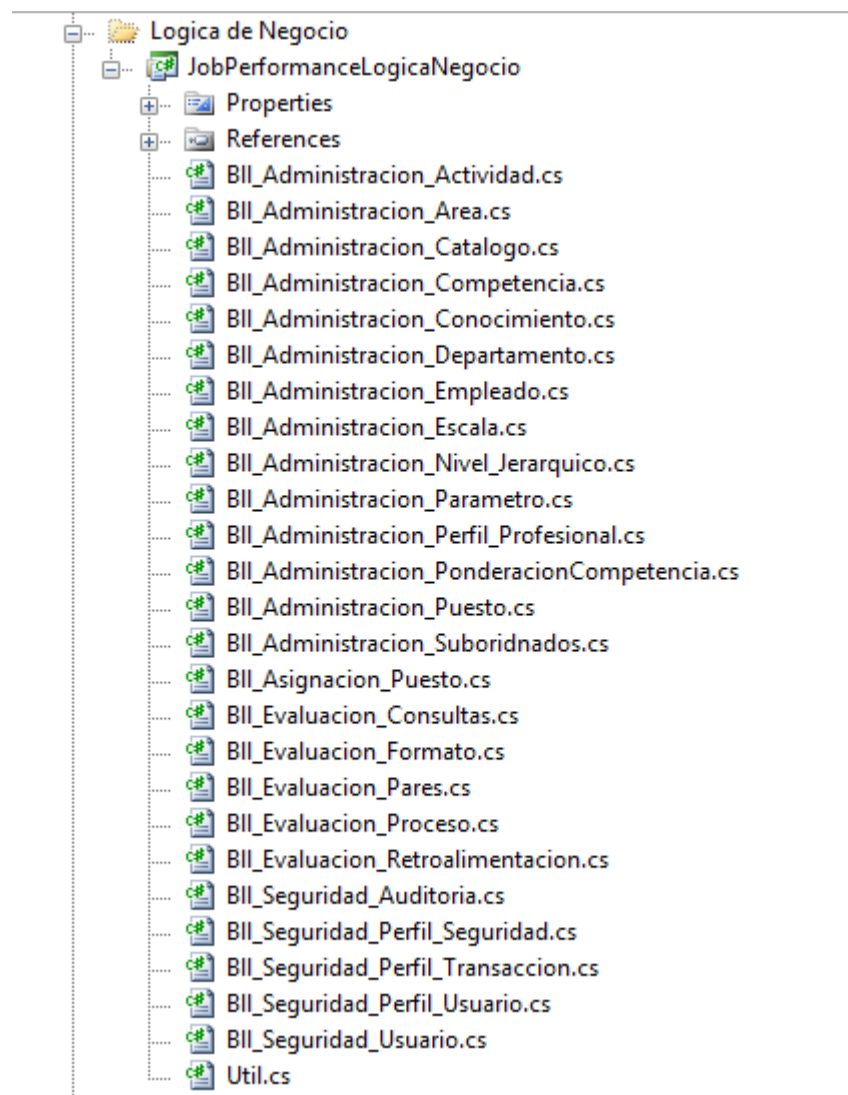 Logica de Negocio
JobPerformanceLogicaNegocio
Properties
References
Bll_Administracion_Actividad.cs
Bll_Administracion_Area.cs
Bll_Administracion_Catalogo.cs
Bll_Administracion_Competencia.cs
Bll_Administracion_Conocimiento.cs
Bll_Administracion_Departamento.cs
Bll_Administracion_Empleado.cs
Bll_Administracion_Escala.cs
Bll_Administracion_Nivel_Jerarquico.cs
Bll_Administracion_Parametro.cs
Bll_Administracion_Perfil_Profesional.cs
Bll_Administracion_PonderacionCompetencia.cs
Bll_Administracion_Puesto.cs
Bll_Administracion_Suboridnados.cs
Bll_Asignacion_Puesto.cs
Bll_Evaluacion_Consultas.cs
Bll_Evaluacion_Formato.cs
Bll_Evaluacion_Pares.cs
Bll_Evaluacion_Proceso.cs
Bll_Evaluacion_Retroalimentacion.cs
Bll_Seguridad_Auditoria.cs
Bll_Seguridad_Perfil_Seguridad.cs
Bll_Seguridad_Perfil_Transaccion.cs
Bll_Seguridad_Perfil_Usuario.cs
Bll_Seguridad_Usuario.cs
Util.cs